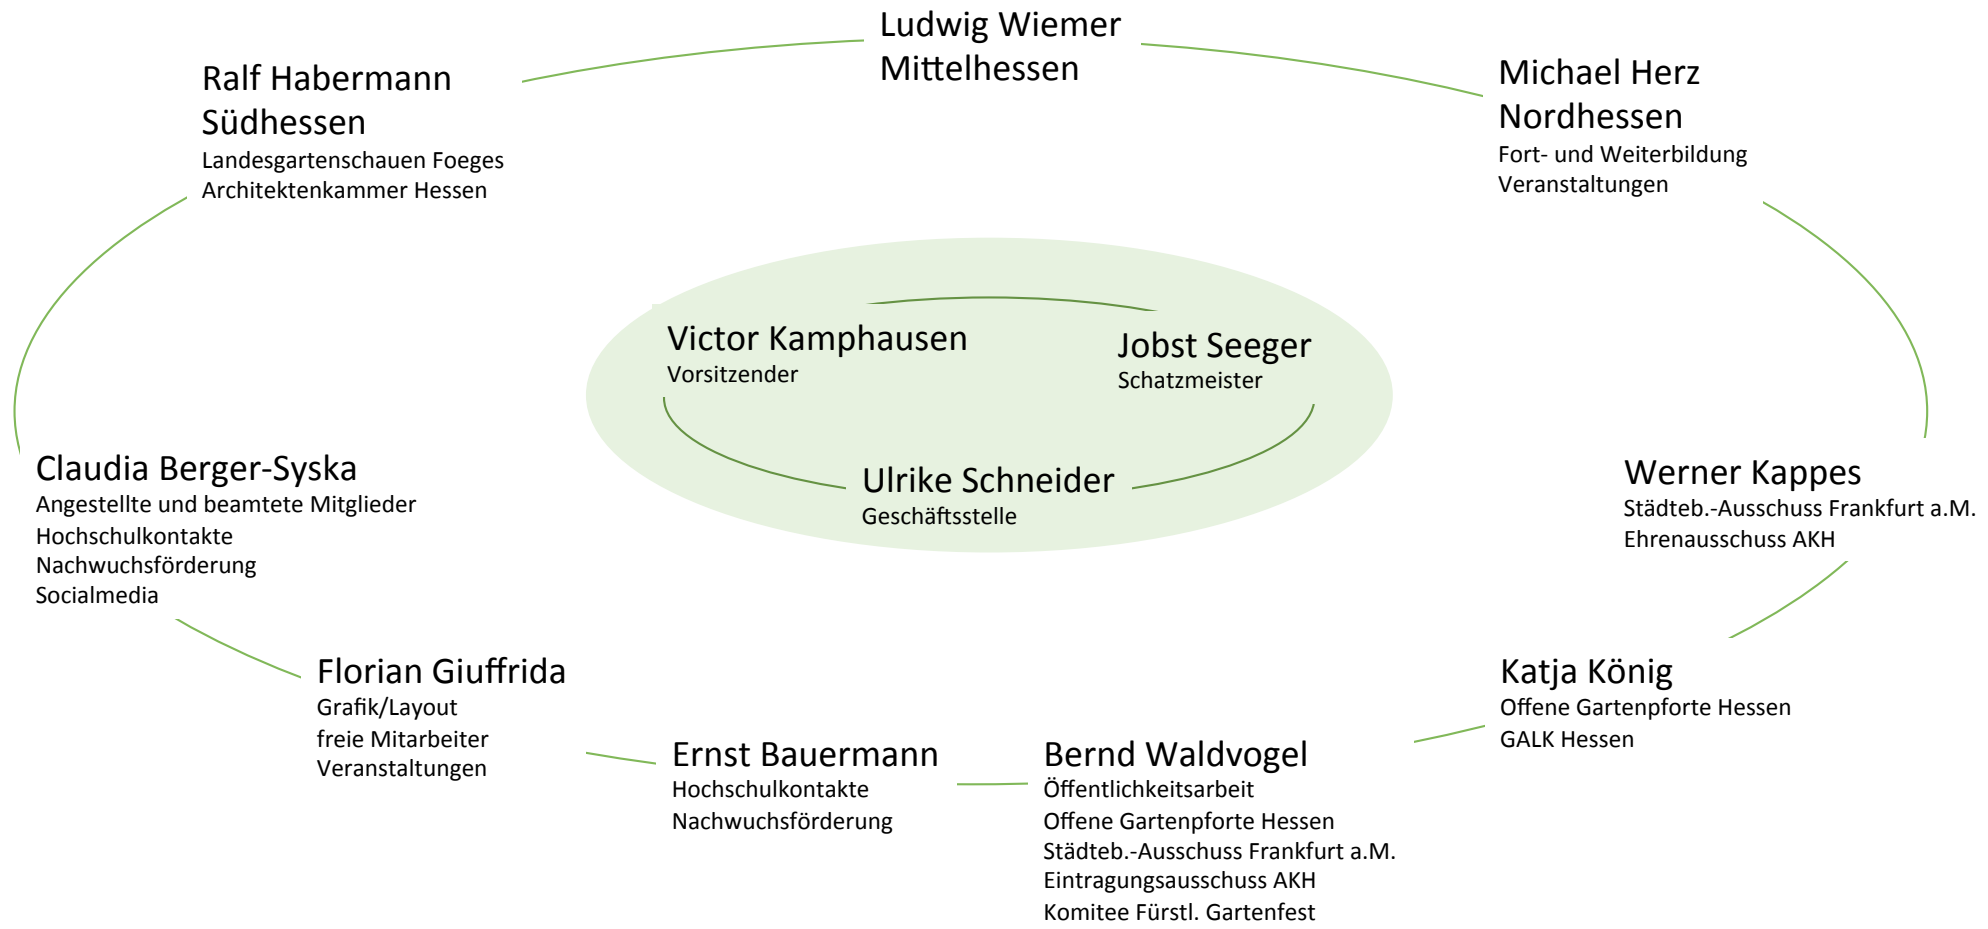 Ludwig Wiemer
Mittelhessen
Ralf Habermann
Südhessen
Landesgartenschauen Foeges
Architektenkammer Hessen
Michael Herz
Nordhessen
Fort- und Weiterbildung
Veranstaltungen
Victor Kamphausen
Vorsitzender
Jobst Seeger
Schatzmeister
Ulrike Schneider
Geschäftsstelle
Claudia Berger-Syska
Angestellte und beamtete Mitglieder
Hochschulkontakte
Nachwuchsförderung
Socialmedia
Werner Kappes
Städteb.-Ausschuss Frankfurt a.M.
Ehrenausschuss AKH
Florian Giuffrida
Grafik/Layout
freie Mitarbeiter
Veranstaltungen
Katja König
Offene Gartenpforte Hessen
GALK Hessen
Ernst Bauermann
Hochschulkontakte
Nachwuchsförderung
Bernd Waldvogel
Öffentlichkeitsarbeit
Offene Gartenpforte Hessen
Städteb.-Ausschuss Frankfurt a.M.
Eintragungsausschuss AKH
Komitee Fürstl. Gartenfest